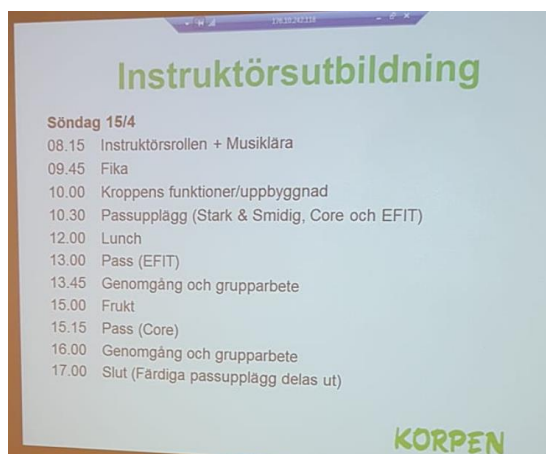 Instruktörsutbildning
Söndag 15/4
08.15 Instruktörsrollen + Musiklära
09.45 Fika
10.00 Kroppens funktioner/uppbyggnad
10.30 Passupplägg (Stark & Smidig, Core och EFIT)
12.00 Lunch
13.00 Pass (EFIT)
13.45 Genomgång och grupparbete
15.00 Frukt
15.15 Pass (Core)
16.00 Genomgång och grupparbete
17.00 Slut (Färdiga passupplägg delas ut)
KORPEN